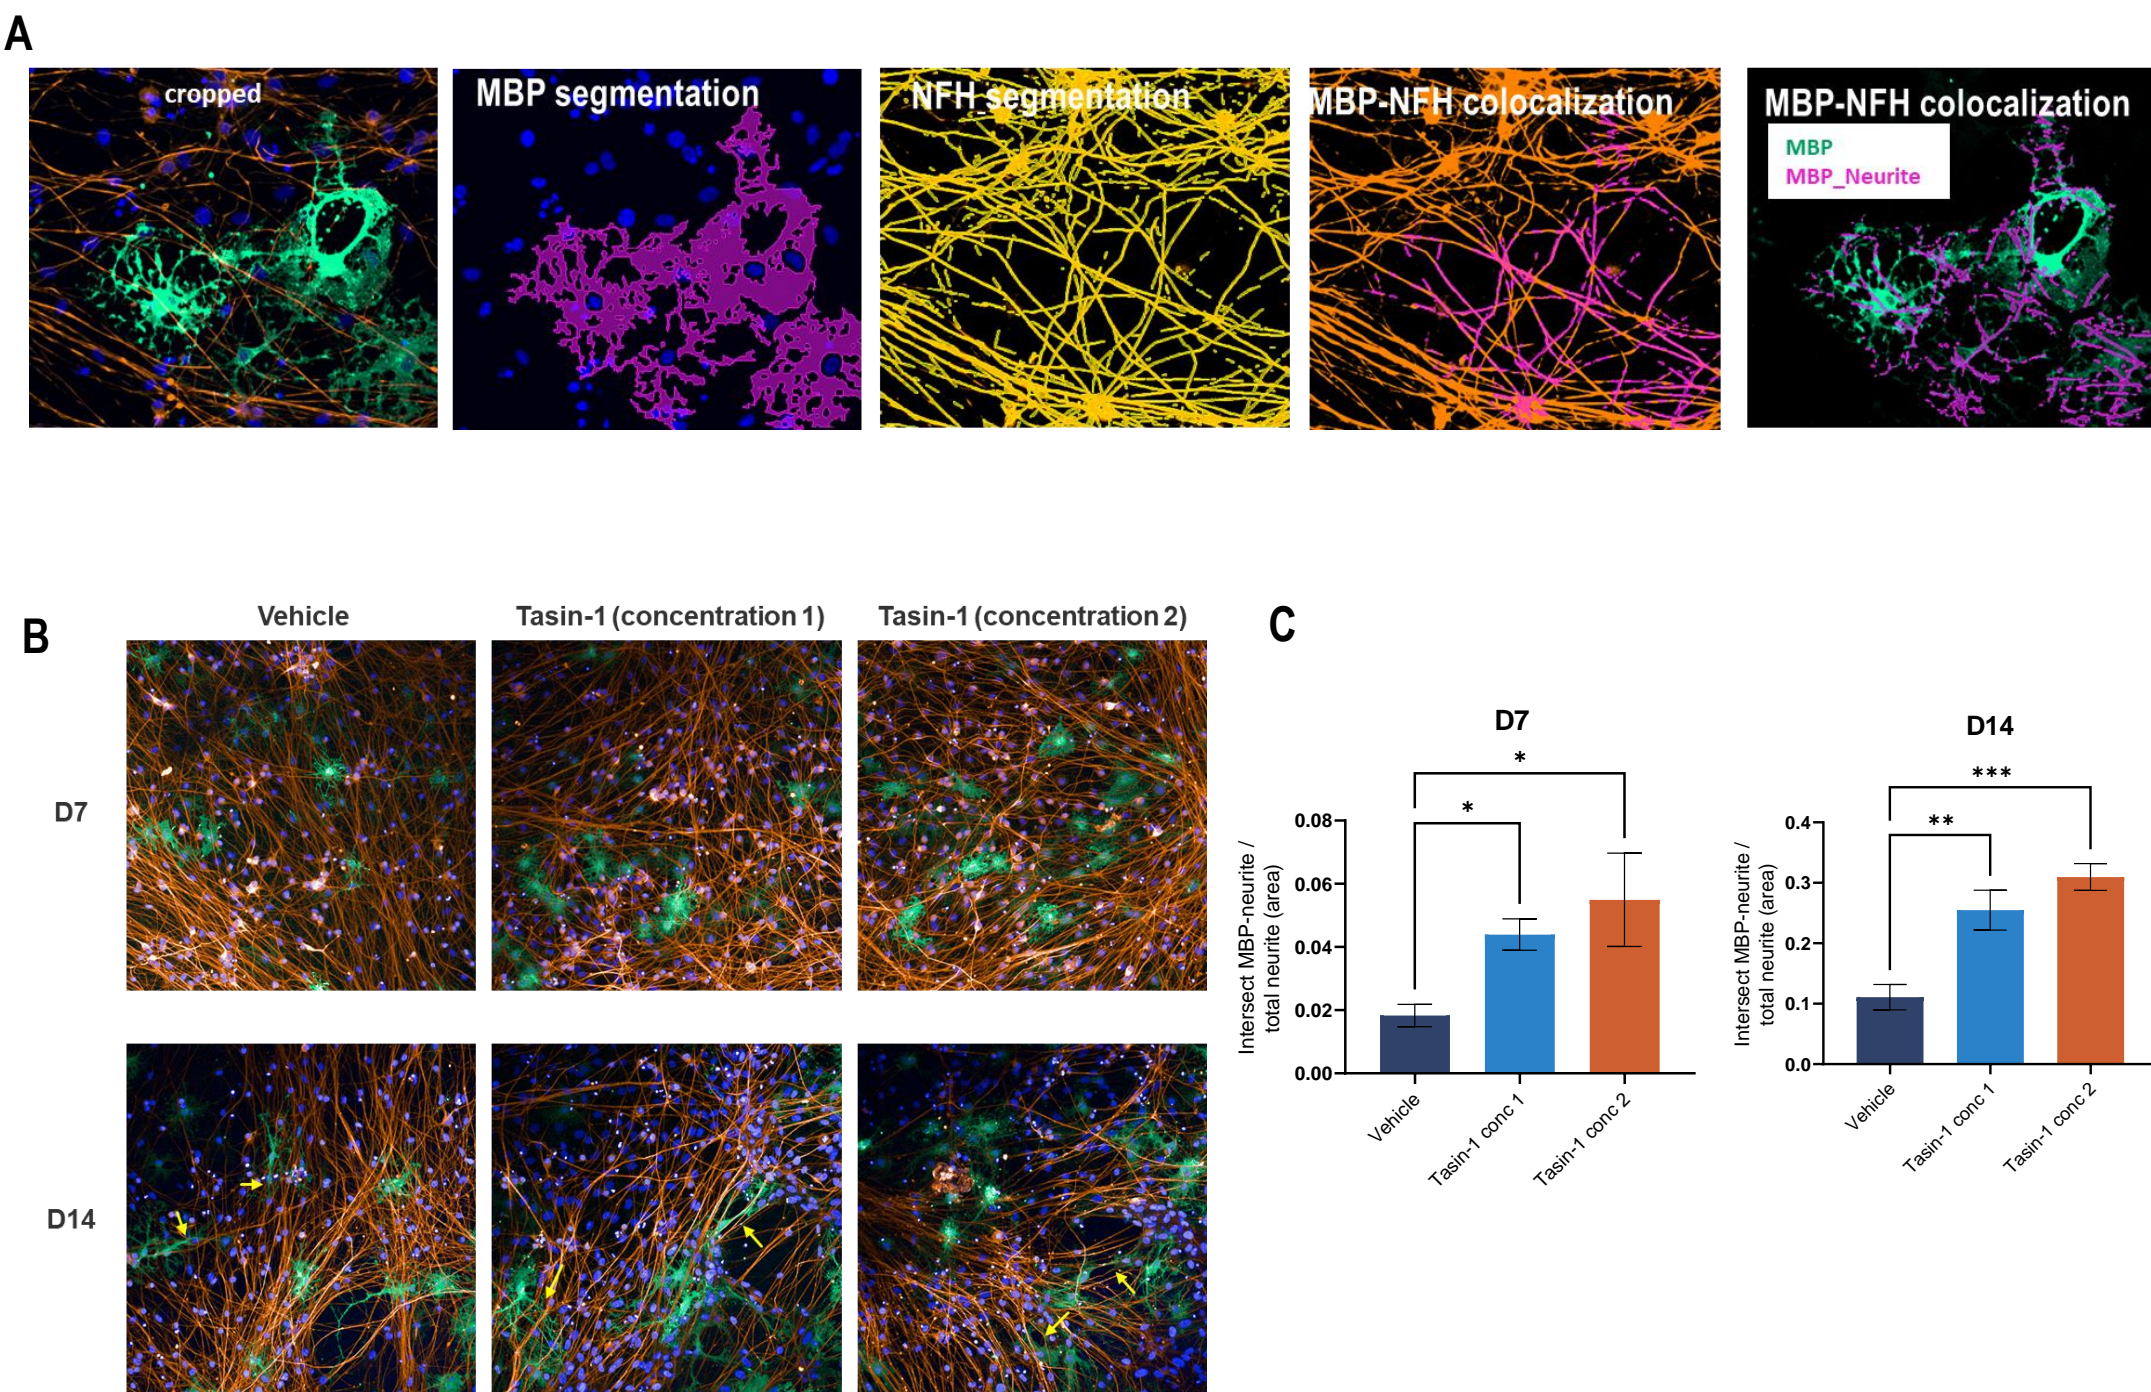 A
cropped
MBP segmentation
NFH segmentation
MBP-NFH colocalization
MBP-NFH colocalization
MBP
MBP_Neurite
B
Vehicle
Tasin-1 (concentration 1)
Tasin-1 (concentration 2)
D7
D14
C
D7
*
*
Intersect MBP-neurite /
total neurite (area)
0.08
0.06
0.04
0.02
0.00
Vehicle
Tasin-1 conc 1
Tasin-1 conc 2
D14
***
**
Intersect MBP-neurite /
total neurite (area)
0.4
0.3
0.2
0.1
0.0
Vehicle
Tasin-1 conc 1
Tasin-1 conc 2